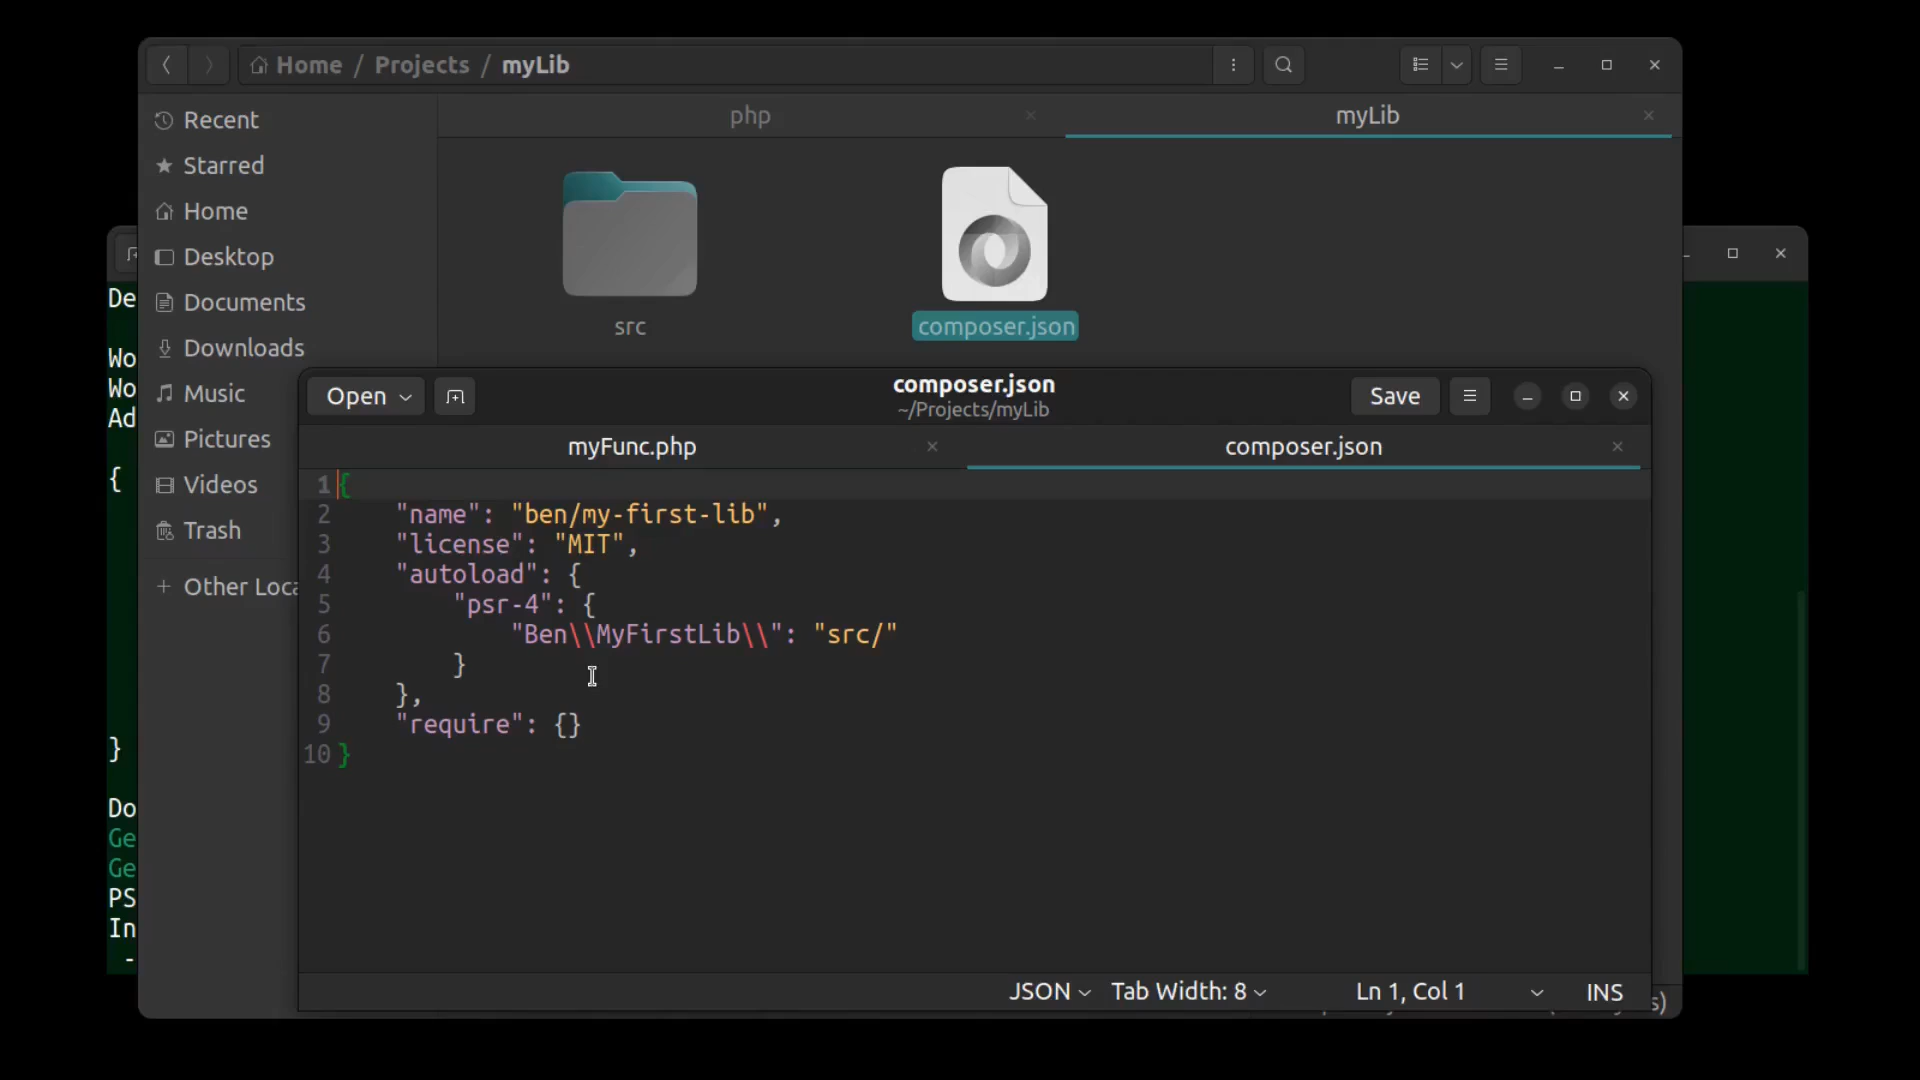 Home / Projects / myLib
php
myLib
Recent
Starred
Home
Desktop
Documents
Downloads
Music
Pictures
Videos
Trash
+ Other Loca
src
composer.json
De
Wo
Wo
Ad
{
}
Do
Ge
Ge
PS
In
-
Open
composer.json
~/Projects/myLib
Save
myFunc.php
composer.json
1 {
2 "name": "ben/my-first-lib",
3 "license": "MIT",
4 "autoload": {
5 "psr-4": {
6 "Ben\\MyFirstLib\\": "src/"
7 }
8 },
9 "require": {}
10 }
JSON
Tab Width: 8
Ln 1, Col 1
INS